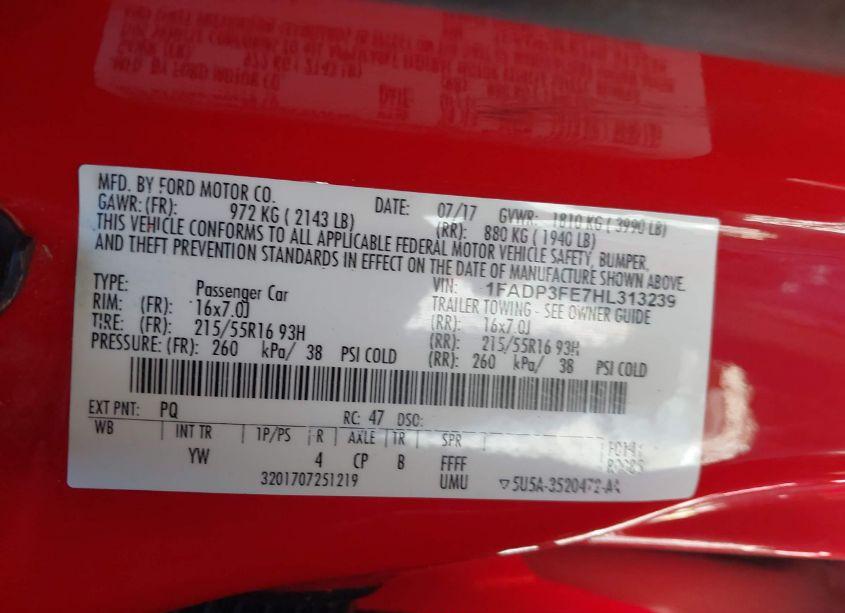 MFD. BY FORD MOTOR CO. DATE: 07/17 GVWR: 1810 KG ( 3990 LB)
GAWR: (FR): 972 KG ( 2143 LB) (RR): 880 KG ( 1940 LB)
THIS VEHICLE CONFORMS TO ALL APPLICABLE FEDERAL MOTOR VEHICLE SAFETY, BUMPER,
AND THEFT PREVENTION STANDARDS IN EFFECT ON THE DATE OF MANUFACTURE SHOWN ABOVE.
VIN: 1FADP3FE7HL313239
TYPE: Passenger Car TRAILER TOWING - SEE OWNER GUIDE
RIM: (FR): 16x7.0J (RR): 16x7.0J
TIRE: (FR): 215/55R16 93H (RR): 215/55R16 93H
PRESSURE: (FR): 260 kPa/ 38 PSI COLD (RR): 260 kPa/ 38 PSI COLD
EXT PNT: PQ RC: 47 DSO:
WB INT TR 1P/PS R AXLE TR SPR
YW 4 CP B FFFF
3201707251219 UMU ▽5U5A-3520472-AA